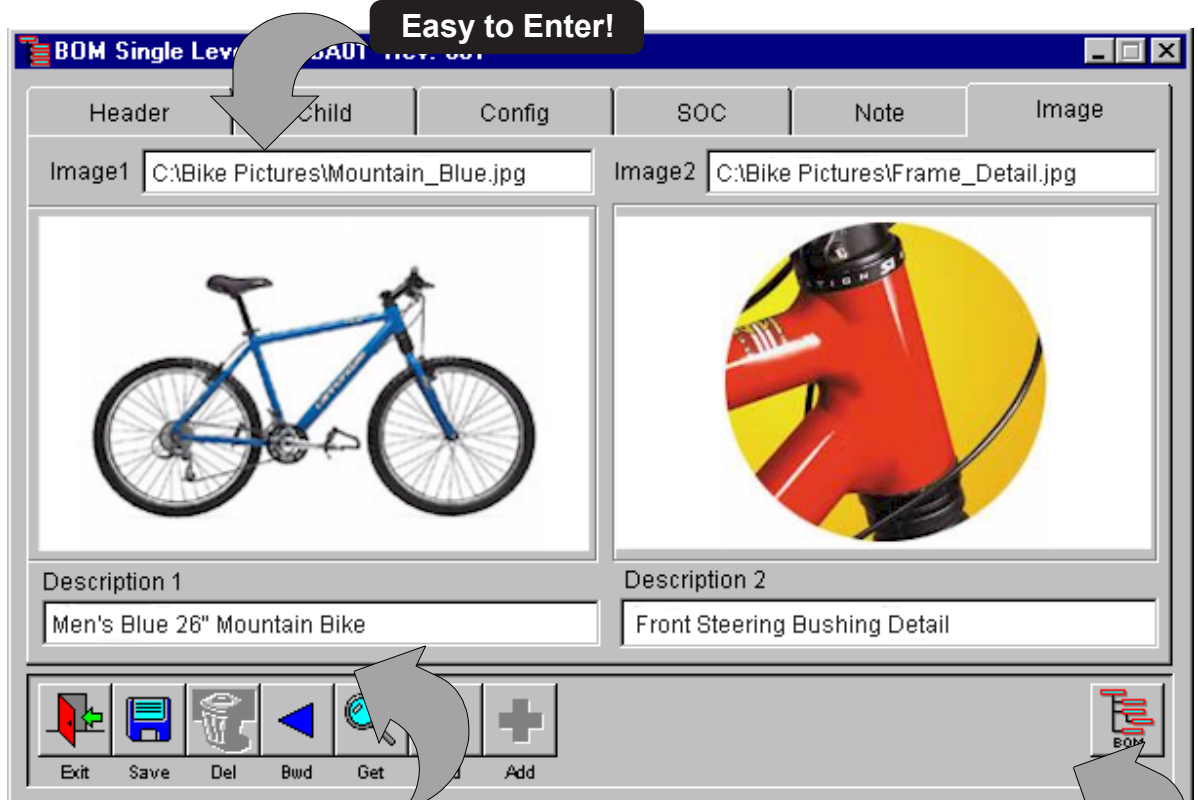 Easy to Enter!
BOM Single
Header Child Config SOC Note Image
Image1 C:\Bike Pictures\Mountain_Blue.jpg Image2 C:\Bike Pictures\Frame_Detail.jpg
Description 1 Description 2
Men's Blue 26" Mountain Bike Front Steering Bushing Detail
BOM
Exit Save Del Bwd Get Add